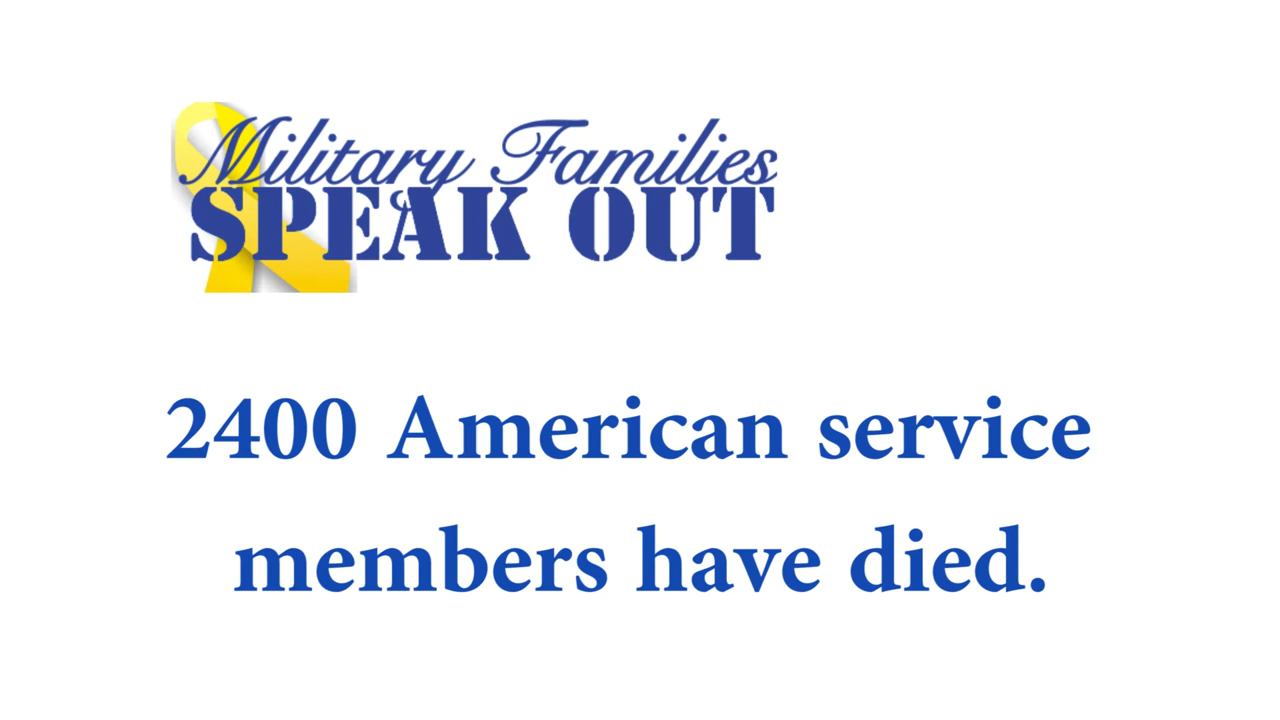 Military Families
SPEAK OUT
2400 American service
members have died.